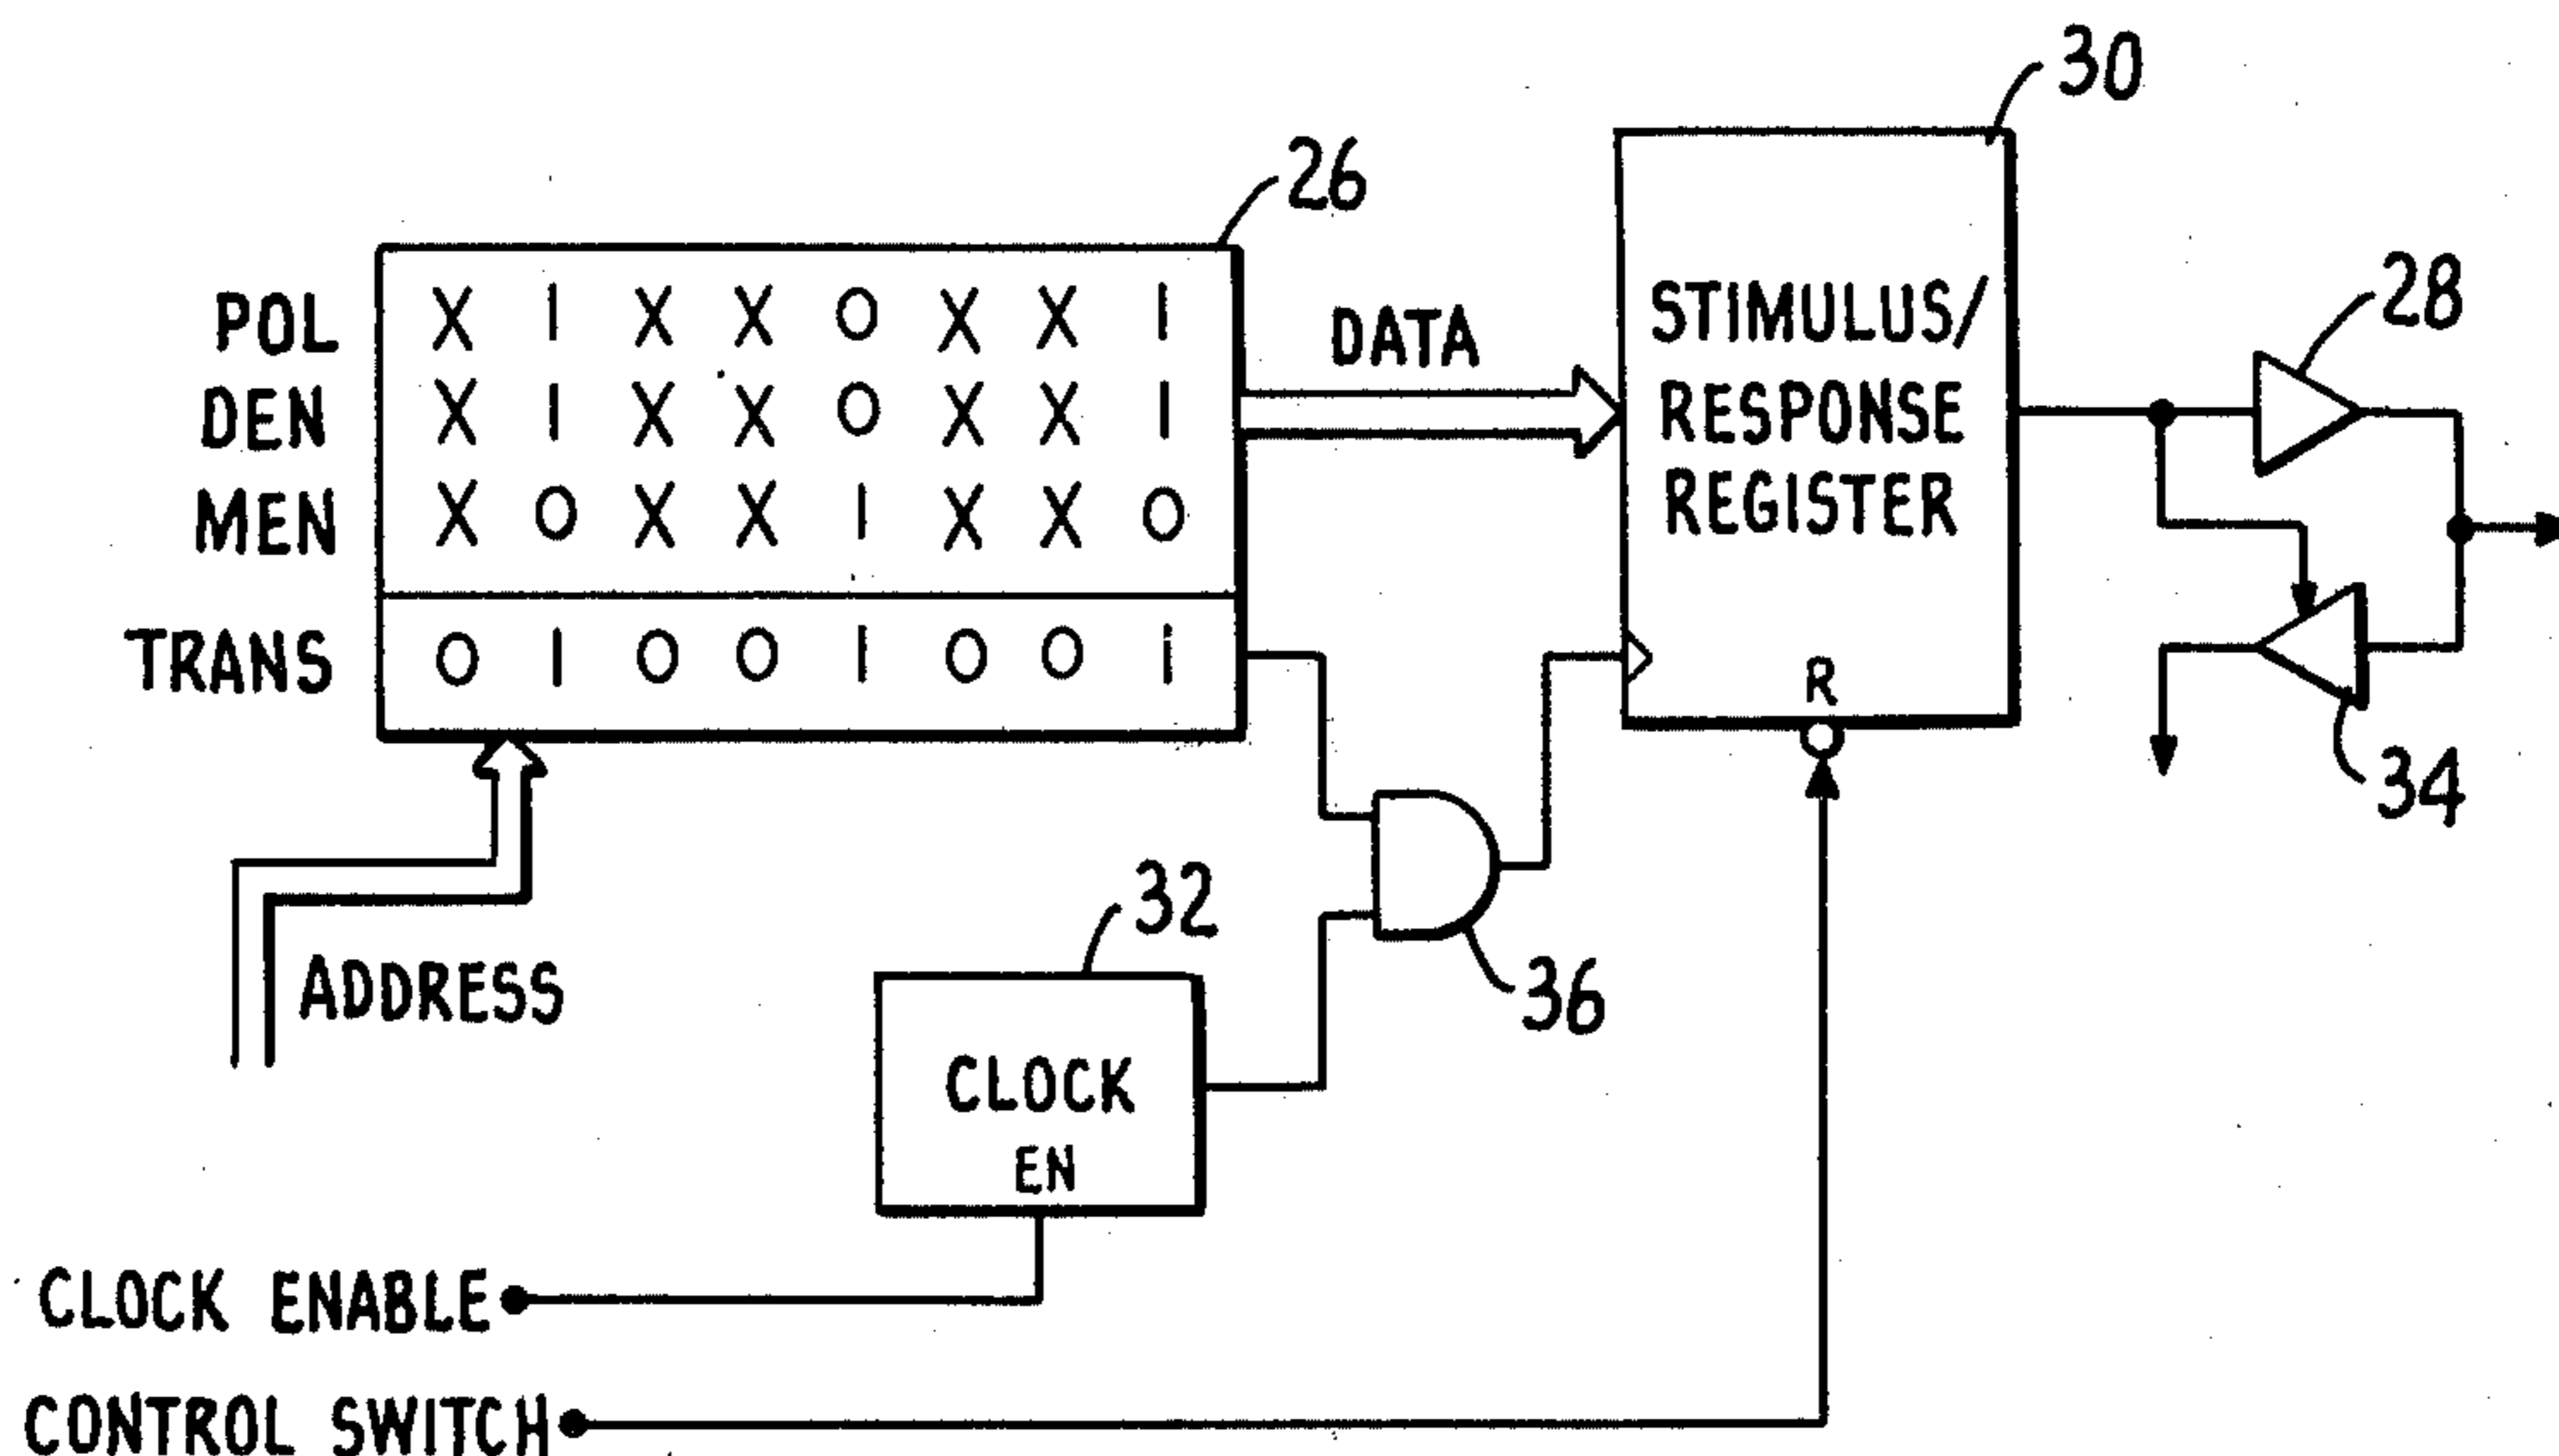 30
26
28
POL X 1 X X 0 X X 1
DEN X 1 X X 0 X X 1
MEN X 0 X X 1 X X 0
TRANS 0 1 0 0 1 0 0 1
DATA
STIMULUS/
RESPONSE
REGISTER
R
34
32
36
ADDRESS
CLOCK
EN
CLOCK ENABLE
CONTROL SWITCH